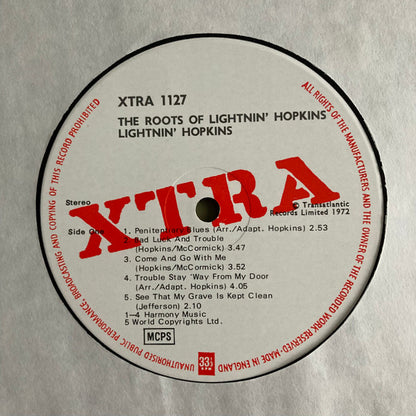 XTRA 1127
THE ROOTS OF LIGHTNIN' HOPKINS
LIGHTNIN' HOPKINS
XTRA
Stereo
Side One
℗ Transatlantic
Records Limited 1972
1. Penitentiary Blues (Arr./Adapt. Hopkins) 2.53
2. Bad Luck And Trouble
(Hopkins/McCormick) 3.47
3. Come And Go With Me
(Hopkins/McCormick) 3.52
4. Trouble Stay 'Way From My Door
(Arr./Adapt. Hopkins) 4.05
5. See That My Grave Is Kept Clean
(Jefferson) 2.10
1—4 Harmony Music
5 World Copyrights Ltd.
MCPS
33⅓
RPM
ALL RIGHTS OF THE MANUFACTURERS AND THE OWNER OF THE RECORDED WORK RESERVED·MADE IN ENGLAND
UNAUTHORISED PUBLIC PERFORMANCE, BROADCASTING AND COPYING OF THIS RECORD PROHIBITED